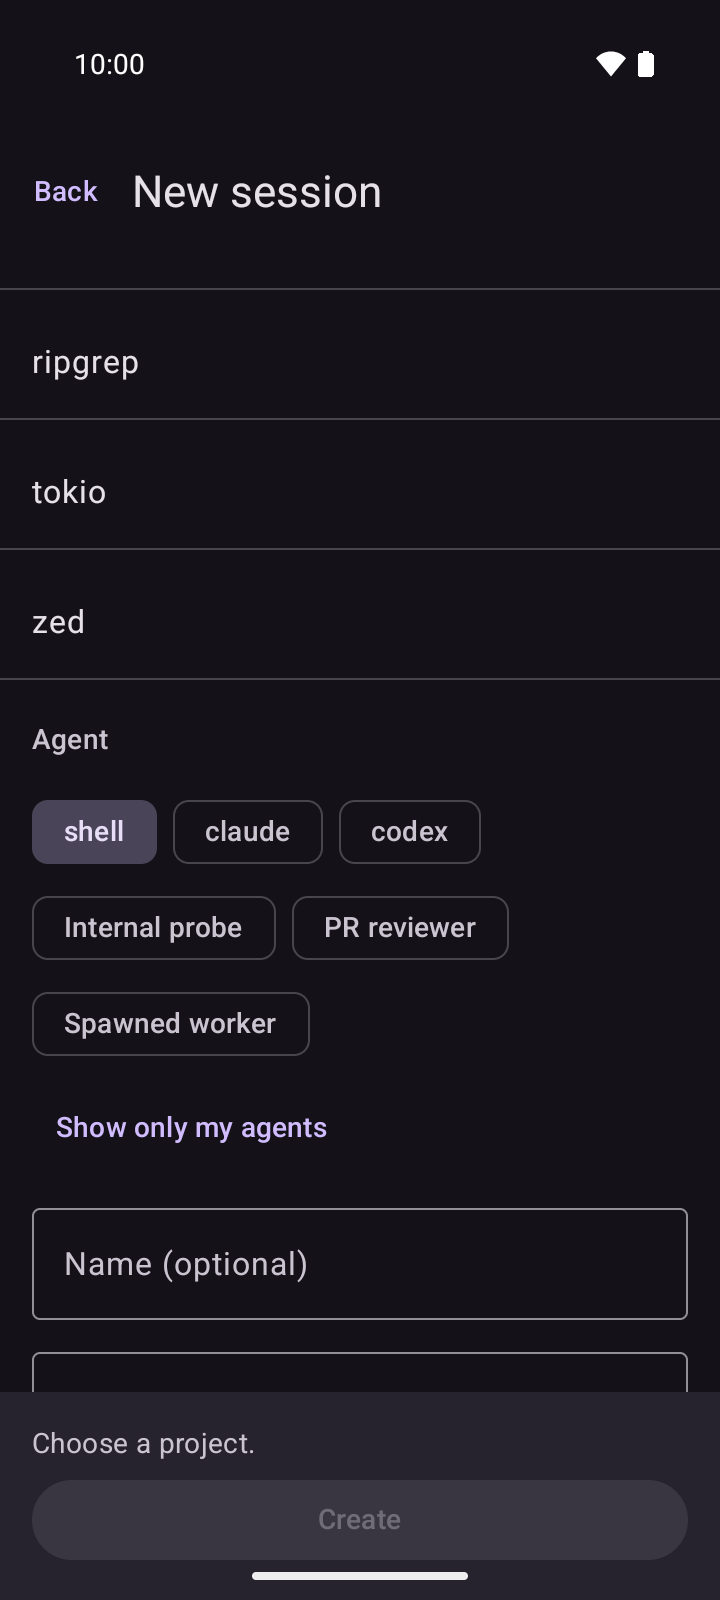 10:00
Back New session
ripgrep
tokio
zed
Agent
shell claude codex
Internal probe PR reviewer
Spawned worker
Show only my agents
Name (optional)
Choose a project.
Create